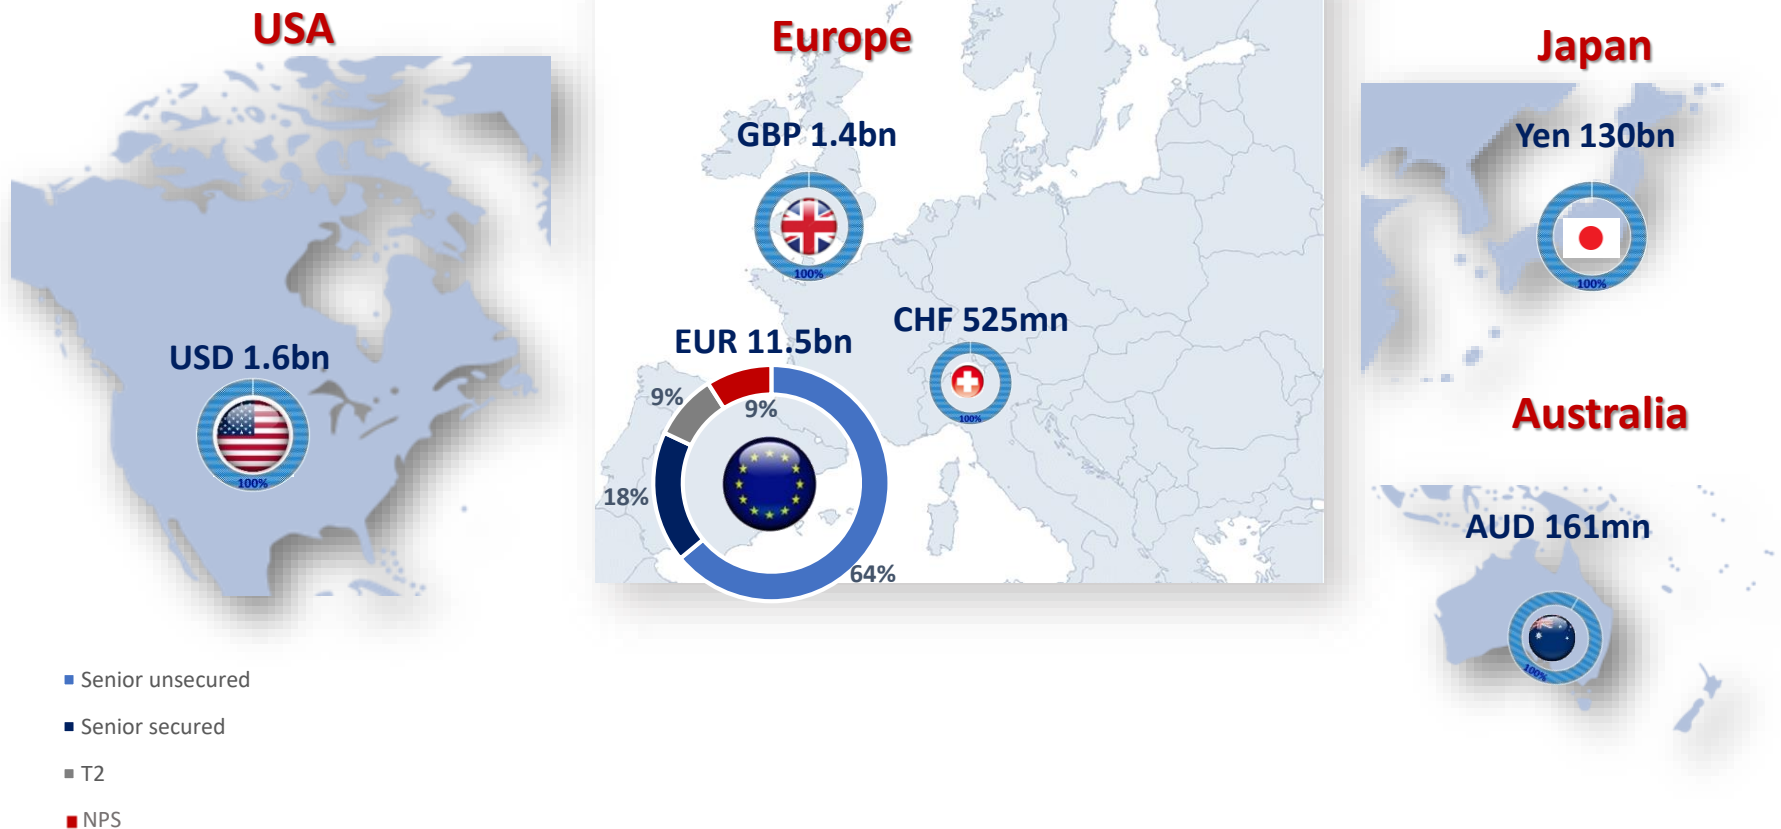 USA
USD 1.6bn
100%
Europe
GBP 1.4bn
100%
CHF 525mn
100%
EUR 11.5bn
9%
9%
18%
64%
Japan
Yen 130bn
100%
Australia
AUD 161mn
100%
Senior unsecured
Senior secured
T2
NPS